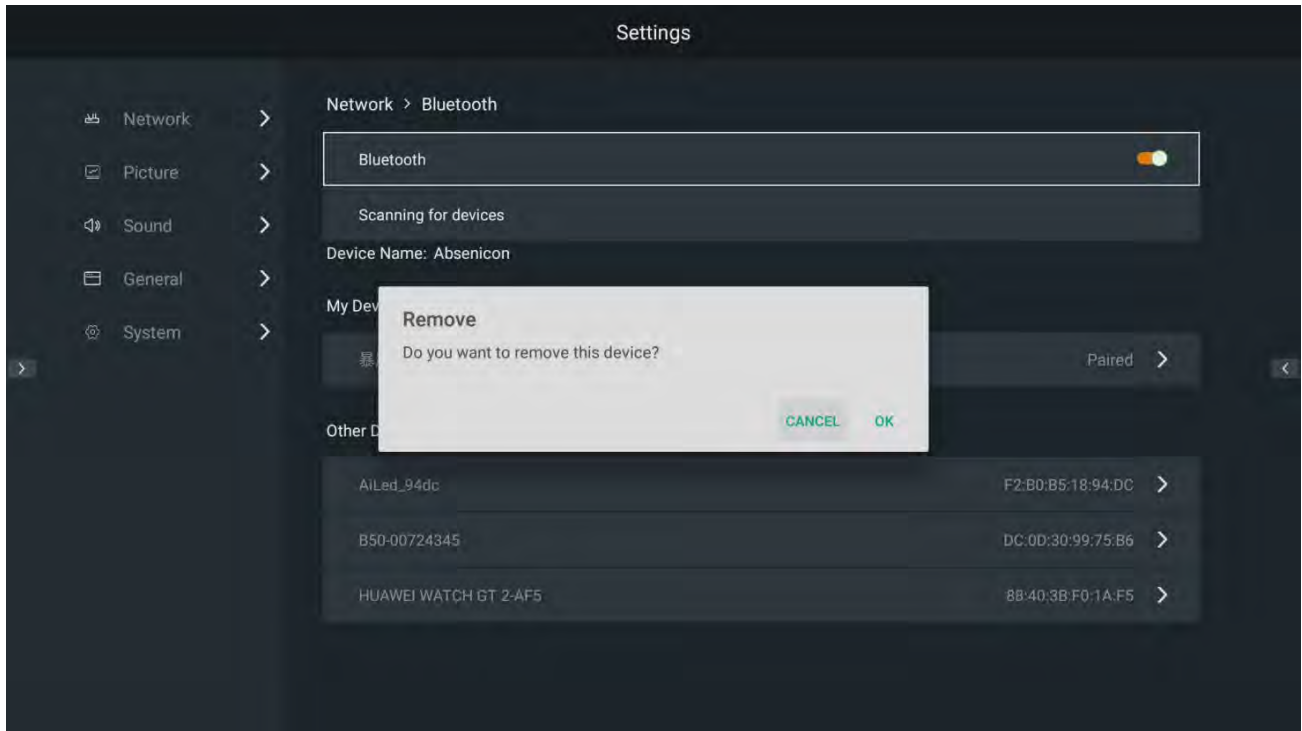 Settings
Network
Picture
Sound
General
System
Network > Bluetooth
Bluetooth
Scanning for devices
Device Name: Absenicon
My Dev
Remove
Do you want to remove this device?
CANCEL OK
暴 Paired
Other D
AiLed_94dc F2:B0:B5:18:94:DC
B50-00724345 DC:0D:30:99:75:B6
HUAWEI WATCH GT 2-AF5 88:40:3B:F0:1A:F5